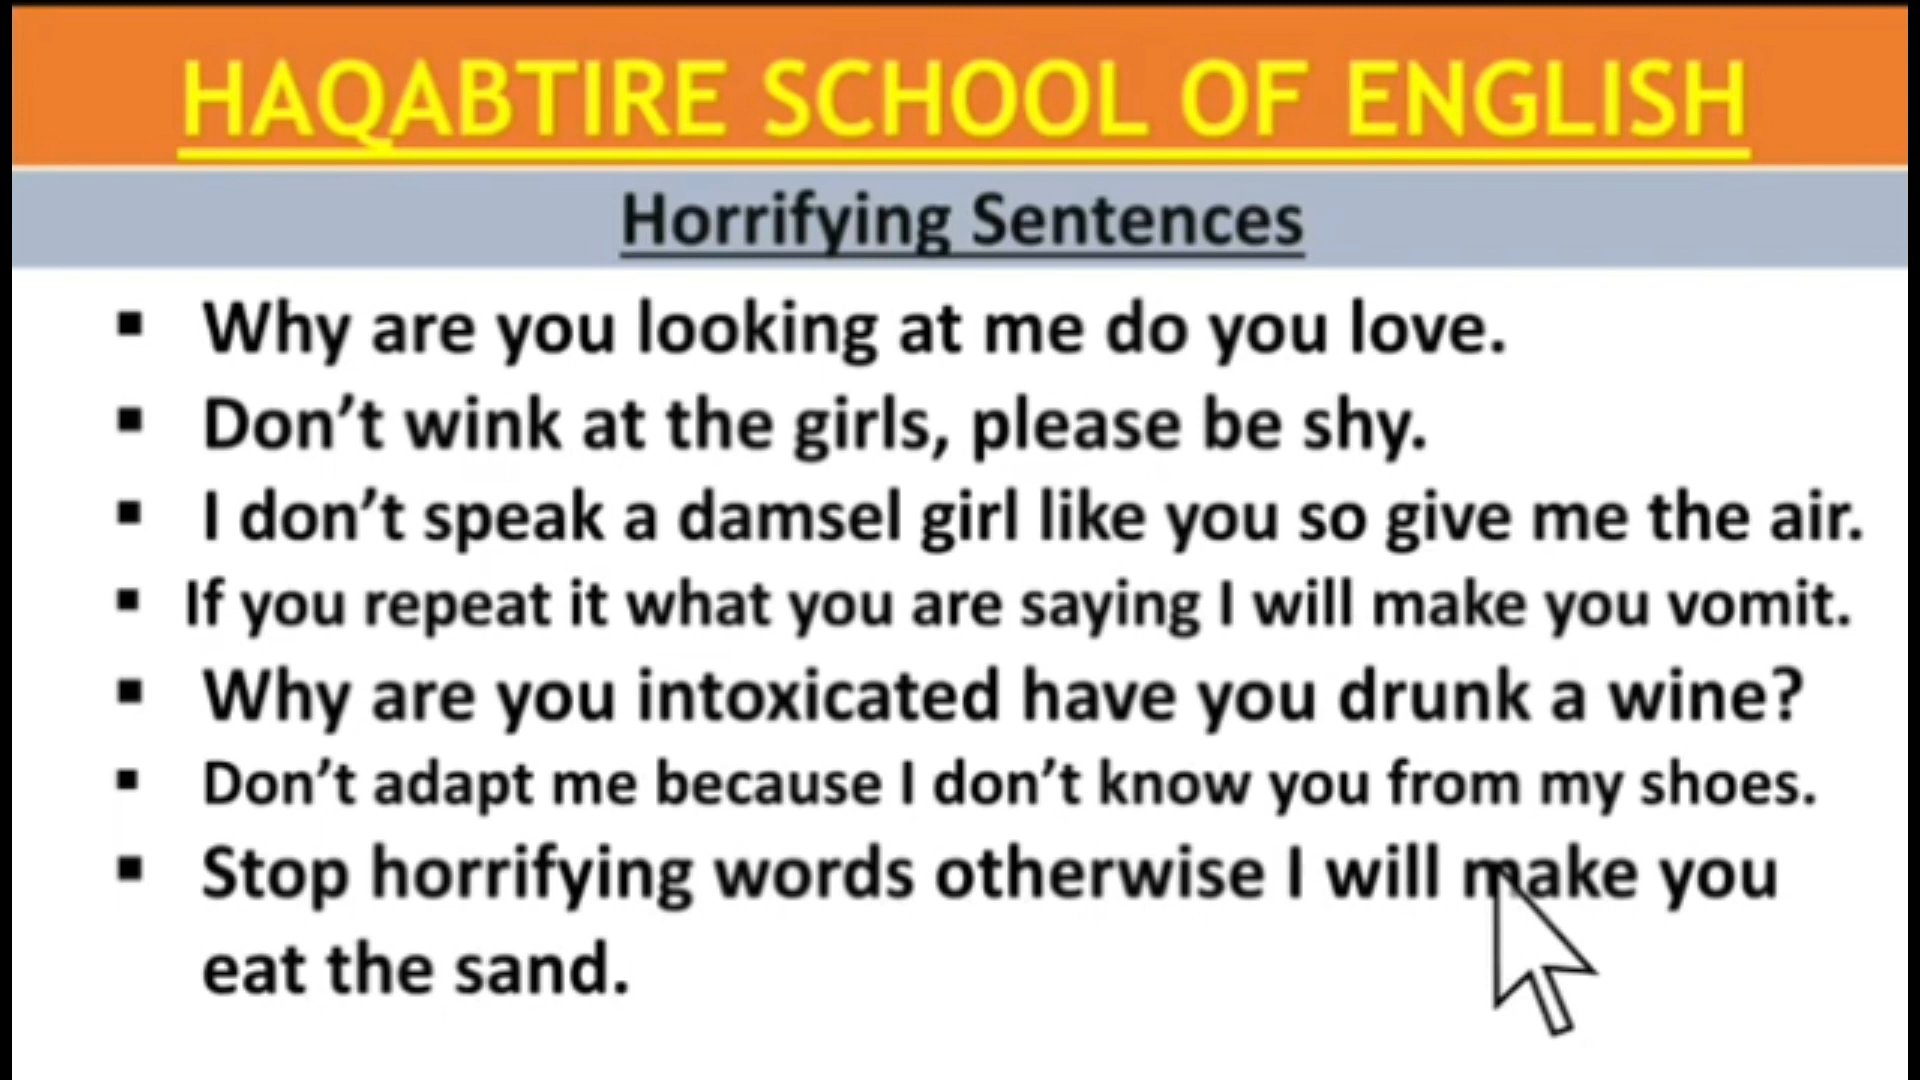 HAQABTIRE SCHOOL OF ENGLISH
Horrifying Sentences
▪ Why are you looking at me do you love.
▪ Don’t wink at the girls, please be shy.
▪ I don’t speak a damsel girl like you so give me the air.
▪ If you repeat it what you are saying I will make you vomit.
▪ Why are you intoxicated have you drunk a wine?
▪ Don’t adapt me because I don’t know you from my shoes.
▪ Stop horrifying words otherwise I will make you
eat the sand.